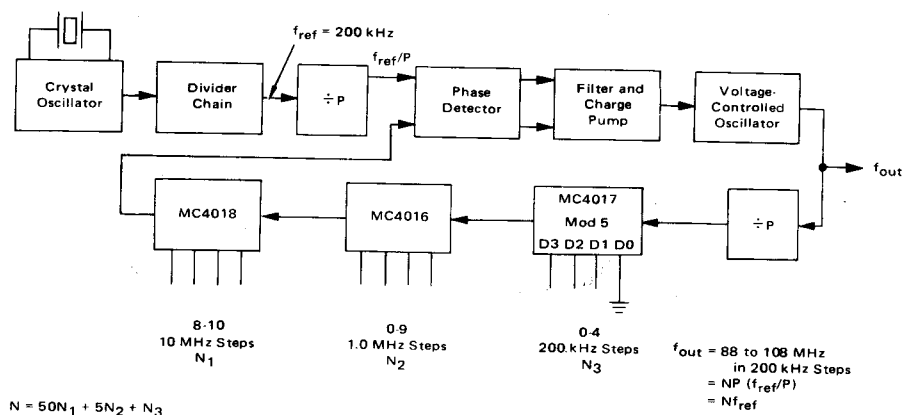 f_ref = 200 kHz
Crystal
Oscillator
Divider
Chain
÷P
f_ref/P
Phase
Detector
Filter and
Charge
Pump
Voltage-
Controlled
Oscillator
f_out
MC4018
MC4016
MC4017
Mod 5
D3 D2 D1 D0
÷P
8-10
10 MHz Steps
N1
0-9
1.0 MHz Steps
N2
0-4
200.kHz Steps
N3
f_out = 88 to 108 MHz
in 200 kHz Steps
= NP (f_ref/P)
= Nf_ref
N = 50N1 + 5N2 + N3